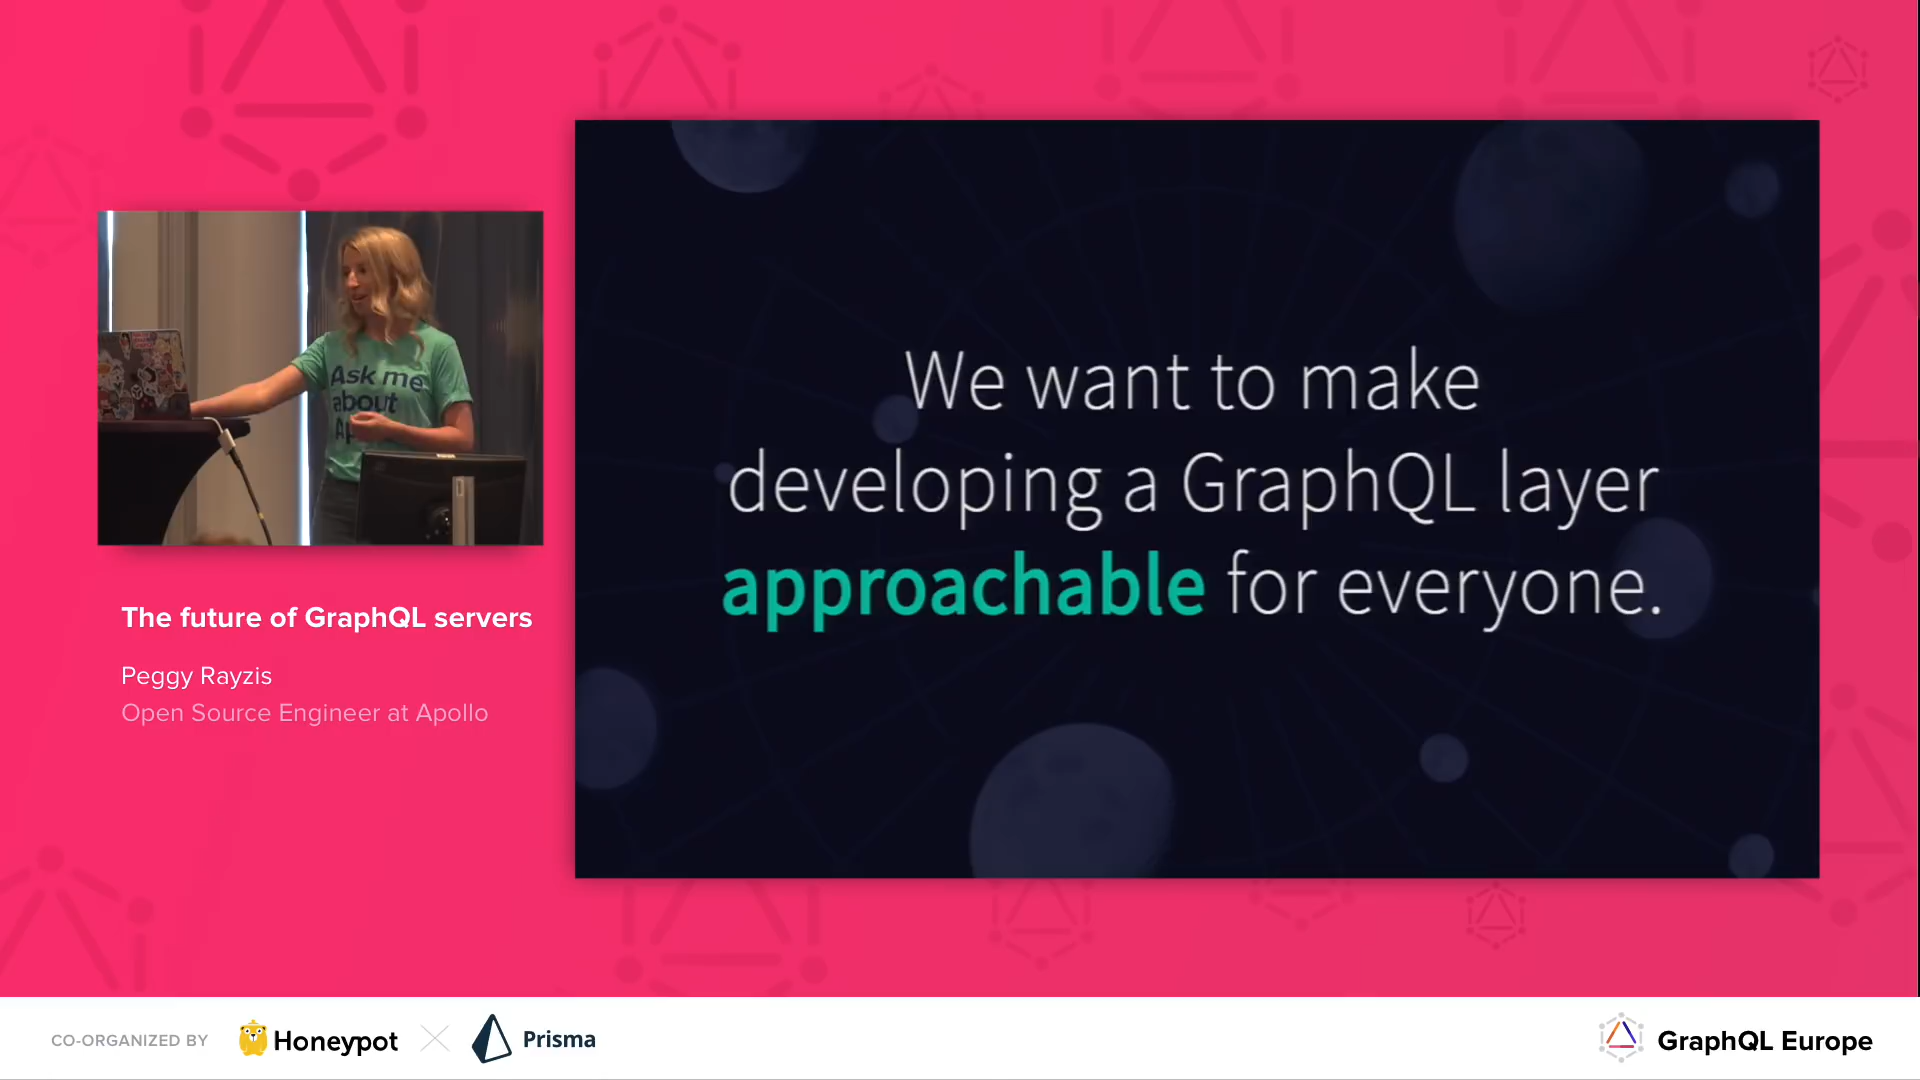 We want to make
developing a GraphQL layer
approachable for everyone.
Ask me
about
The future of GraphQL servers
Peggy Rayzis
Open Source Engineer at Apollo
CO-ORGANIZED BY
Honeypot
Prisma
GraphQL Europe